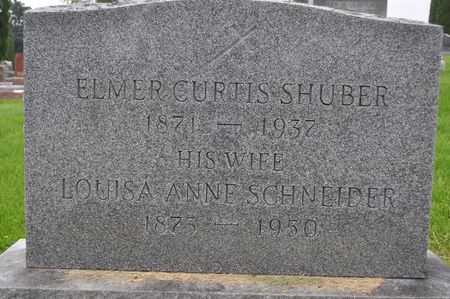 ELMER CURTIS SHUBER
1871 — 1937
HIS WIFE
LOUISA ANNE SCHNEIDER
1873 — 1950